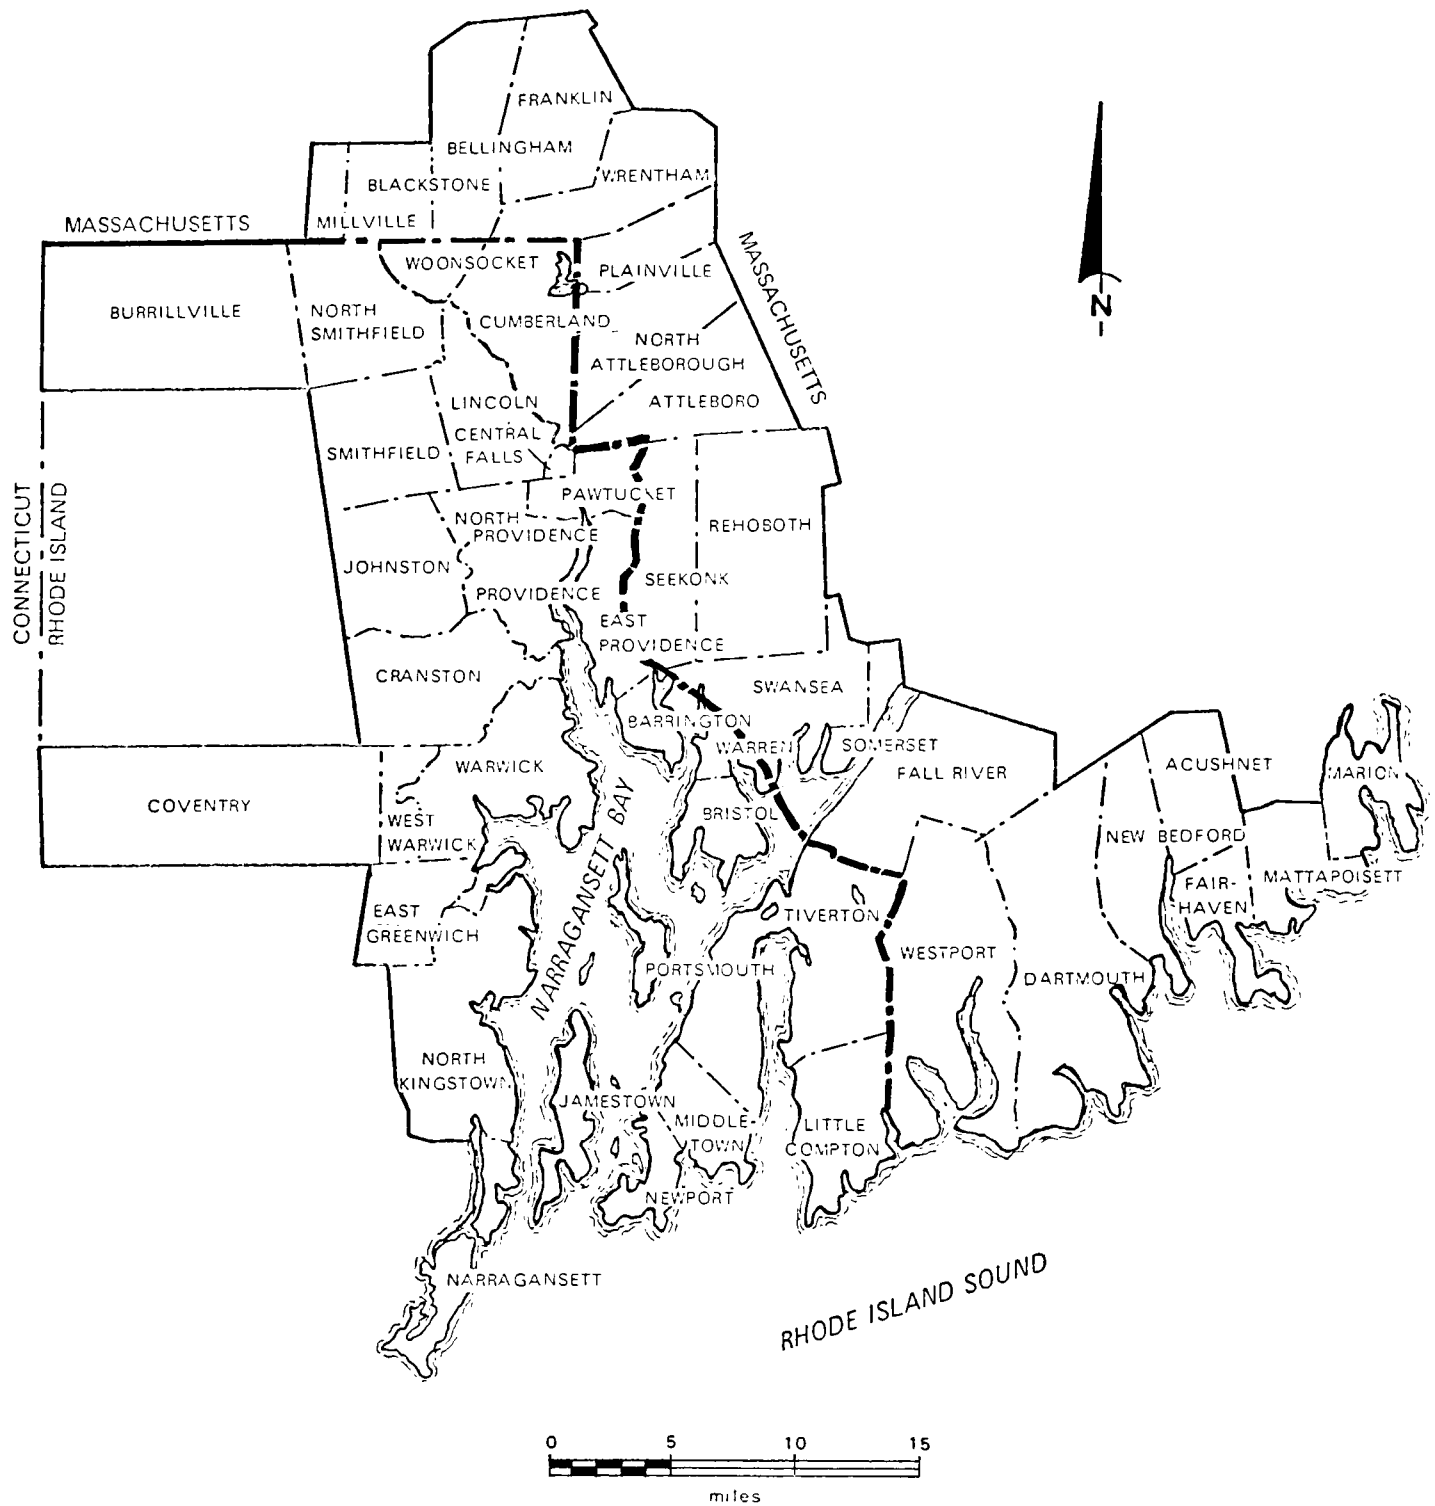 FRANKLIN
BELLINGHAM
WRENTHAM
BLACKSTONE
MILLVILLE
MASSACHUSETTS
WOONSOCKET
PLAINVILLE
MASSACHUSETTS
BURRILLVILLE
NORTH
SMITHFIELD
CUMBERLAND
NORTH
ATTLEBOROUGH
ATTLEBORO
LINCOLN
CENTRAL
FALLS
SMITHFIELD
N
PAWTUCKET
NORTH
PROVIDENCE
REHOBOTH
CONNECTICUT
RHODE ISLAND
JOHNSTON
SEEKONK
PROVIDENCE
EAST
PROVIDENCE
CRANSTON
SWANSEA
BARRINGTON
WARREN
SOMERSET
FALL RIVER
WARWICK
ACUSHNET
MARION
COVENTRY
WEST
WARWICK
BRISTOL
NEW BEDFORD
NARRAGANSETT BAY
FAIR-
HAVEN
MATTAPOISETT
EAST
GREENWICH
TIVERTON
WESTPORT
PORTSMOUTH
DARTMOUTH
NORTH
KINGSTOWN
JAMESTOWN
MIDDLE-
TOWN
LITTLE
COMPTON
NEWPORT
NARRAGANSETT
RHODE ISLAND SOUND
0 5 10 15
miles